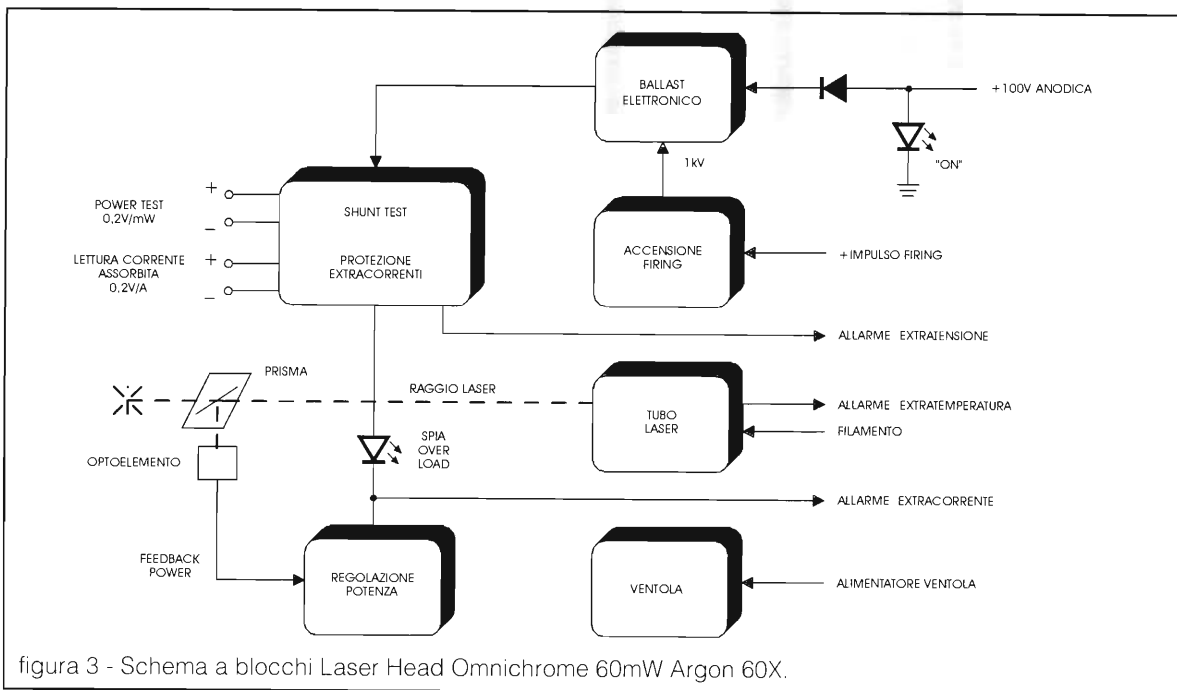 BALLAST
ELETTRONICO
+100V ANODICA
"ON"
1kV
+
POWER TEST
0,2V/mW
–
LETTURA CORRENTE
ASSORBITA
0,2V/A
+
–
SHUNT TEST
PROTEZIONE
EXTRACORRENTI
ACCENSIONE
FIRING
+IMPULSO FIRING
ALLARME EXTRATENSIONE
PRISMA
RAGGIO LASER
TUBO
LASER
ALLARME EXTRATEMPERATURA
FILAMENTO
OPTOELEMENTO
SPIA
OVER
LOAD
ALLARME EXTRACORRENTE
FEEDBACK
POWER
REGOLAZIONE
POTENZA
VENTOLA
ALIMENTATORE VENTOLA
figura 3 - Schema a blocchi Laser Head Omnichrome 60mW Argon 60X.